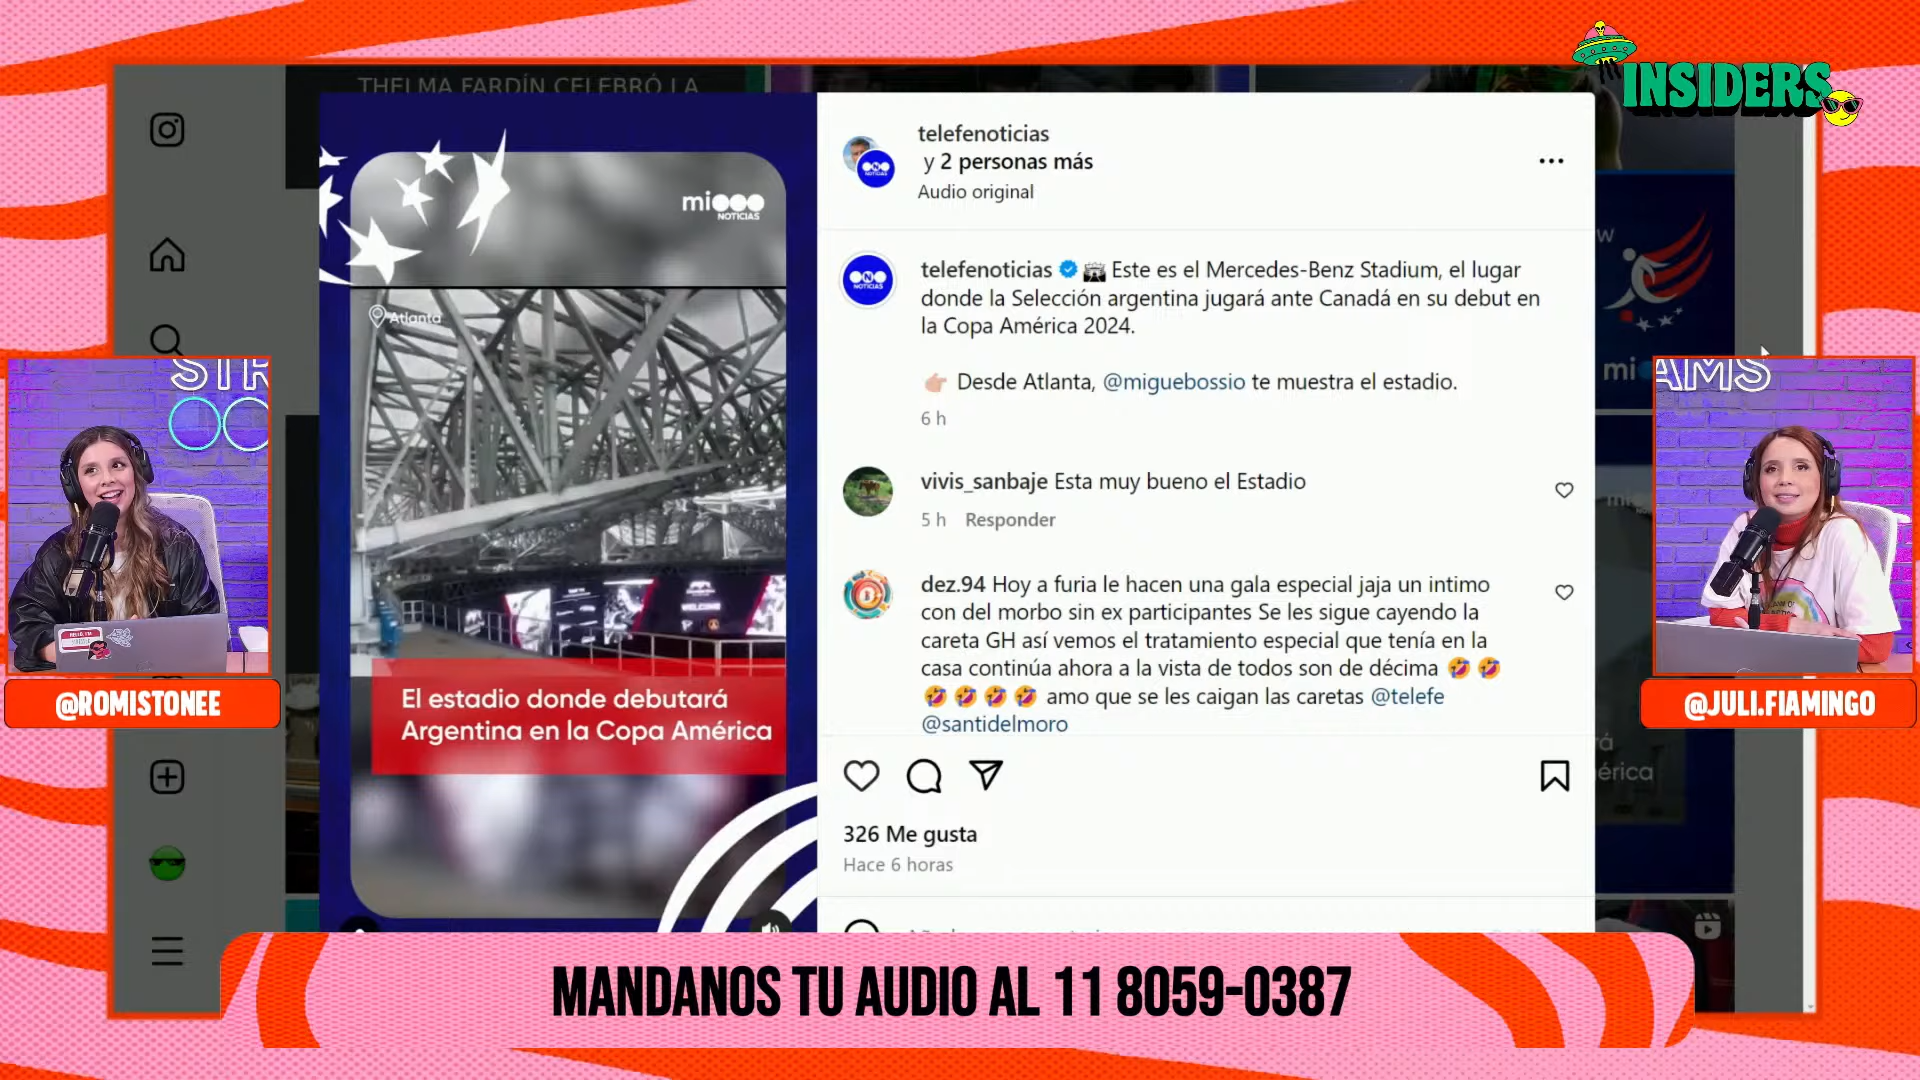 THELMA FARDÍN CELEBRÓ LA
INSIDERS
telefenoticias
y 2 personas más
Audio original
mi
NOTICIAS
Atlanta
El estadio donde debutará
Argentina en la Copa América
NOTICIAS
telefenoticias Este es el Mercedes-Benz Stadium, el lugar
donde la Selección argentina jugará ante Canadá en su debut en
la Copa América 2024.
👉🏼 Desde Atlanta, @miguebossio te muestra el estadio.
6 h
vivis_sanbaje Esta muy bueno el Estadio
5 h Responder
dez.94 Hoy a furia le hacen una gala especial jaja un intimo
con del morbo sin ex participantes Se les sigue cayendo la
careta GH así vemos el tratamiento especial que tenía en la
casa continúa ahora a la vista de todos son de décima 🤣 🤣
🤣 🤣 🤣 🤣 amo que se les caigan las caretas @telefe
@santidelmoro
326 Me gusta
Hace 6 horas
STR
AMS
@ROMISTONEE
@JULI.FIAMINGO
MANDANOS TU AUDIO AL 11 8059-0387